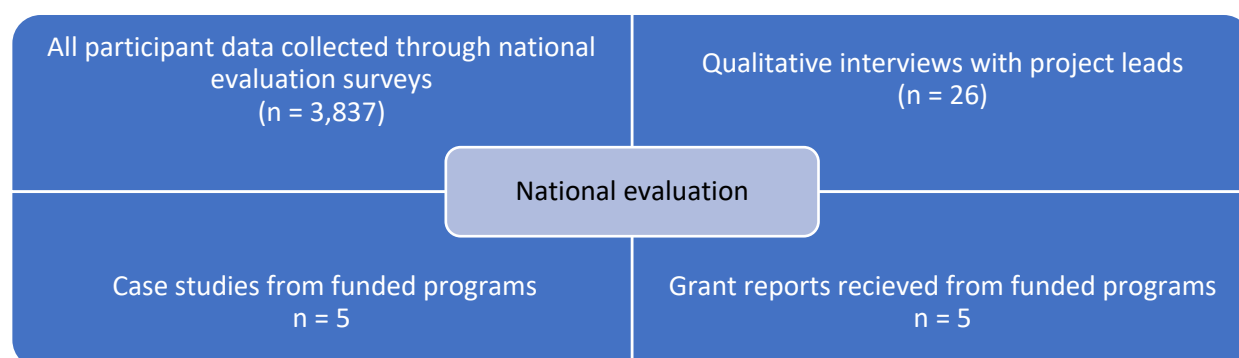 All participant data collected through national
evaluation surveys
(n = 3,837)
Qualitative interviews with project leads
(n = 26)
National evaluation
Case studies from funded programs
n = 5
Grant reports recieved from funded programs
n = 5